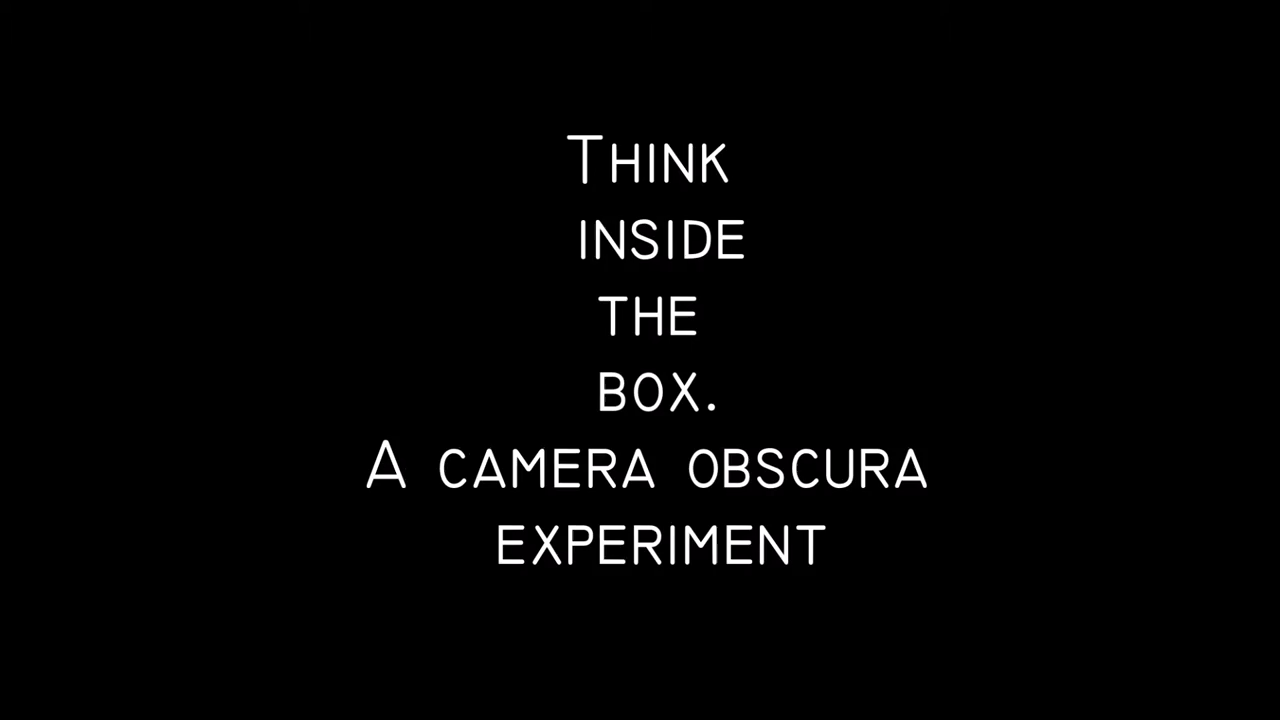 Think
inside
the
box.
A camera obscura
experiment